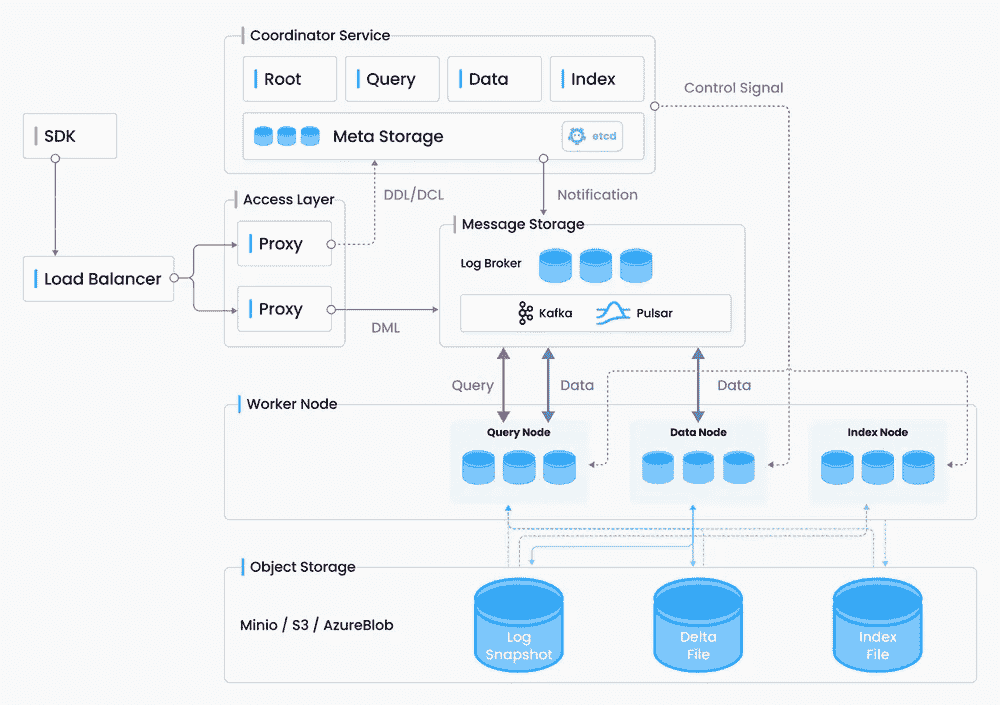 Coordinator Service
Root
Query
Data
Index
Control Signal
SDK
Meta Storage
etcd
DDL/DCL
Notification
Access Layer
Message Storage
Proxy
Log Broker
Load Balancer
Proxy
Kafka
Pulsar
DML
Query
Data
Data
Worker Node
Query Node
Data Node
Index Node
Object Storage
Minio / S3 / AzureBlob
Log
Snapshot
Delta
File
Index
File